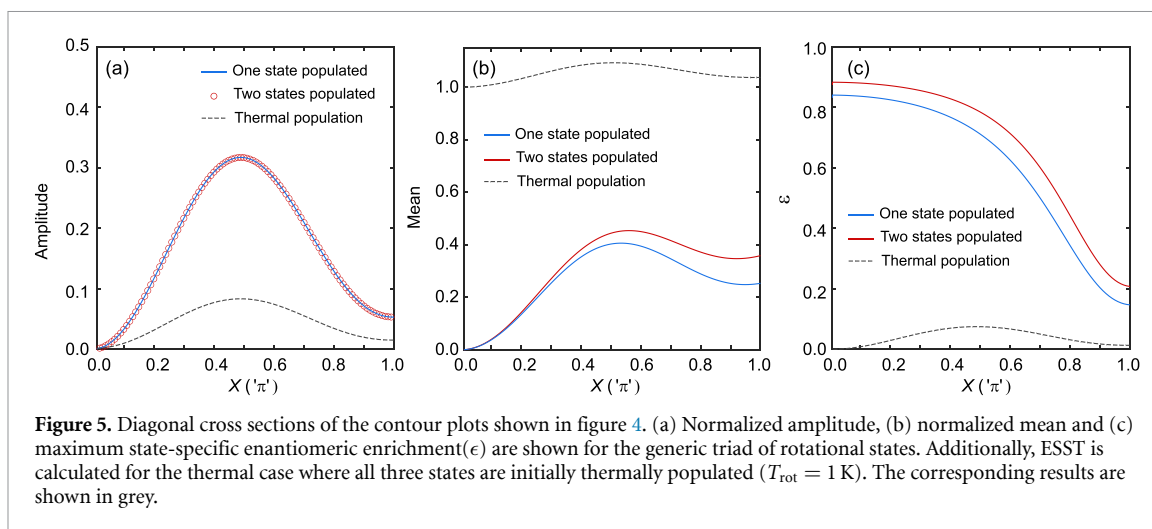 (a)
One state populated
Two states populated
Thermal population
Amplitude
0.5
0.4
0.3
0.2
0.1
0.0
0.0 0.2 0.4 0.6 0.8 1.0
X ('π')
(b)
One state populated
Two states populated
Thermal population
Mean
1.0
0.8
0.6
0.4
0.2
0.0
0.0 0.2 0.4 0.6 0.8 1.0
X ('π')
(c)
One state populated
Two states populated
Thermal population
ε
1.0
0.8
0.6
0.4
0.2
0.0
0.0 0.2 0.4 0.6 0.8 1.0
X ('π')
Figure 5. Diagonal cross sections of the contour plots shown in figure 4. (a) Normalized amplitude, (b) normalized mean and (c)
maximum state-specific enantiomeric enrichment(ϵ) are shown for the generic triad of rotational states. Additionally, ESST is
calculated for the thermal case where all three states are initially thermally populated (T_rot = 1 K). The corresponding results are
shown in grey.